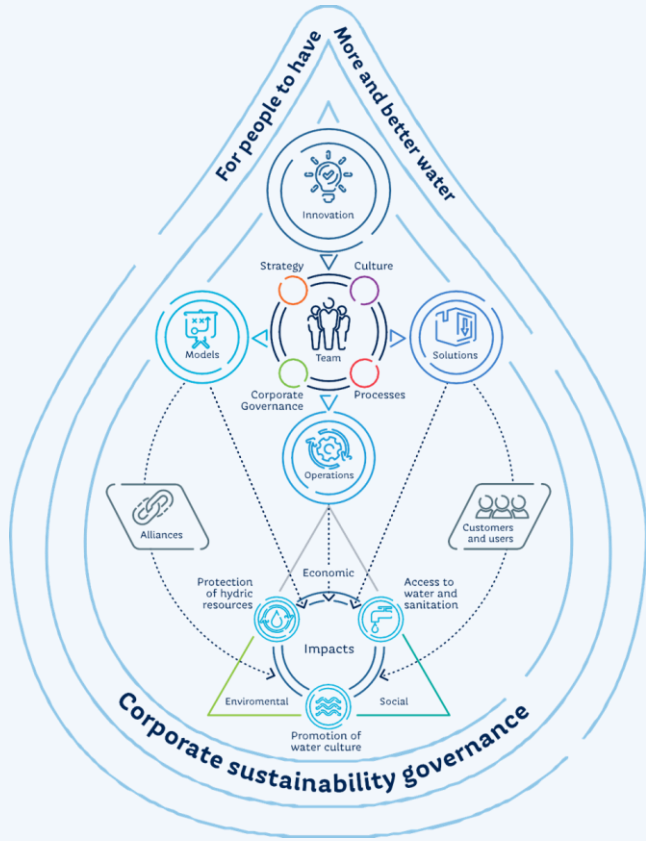 For people to have
More and better water
Innovation
Strategy
Culture
Models
Team
Solutions
Corporate
Governance
Processes
Operations
Alliances
Customers
and users
Economic
Protection
of hydric
resources
Access to
water and
sanitation
Impacts
Enviromental
Social
Promotion of
water culture
Corporate sustainability governance